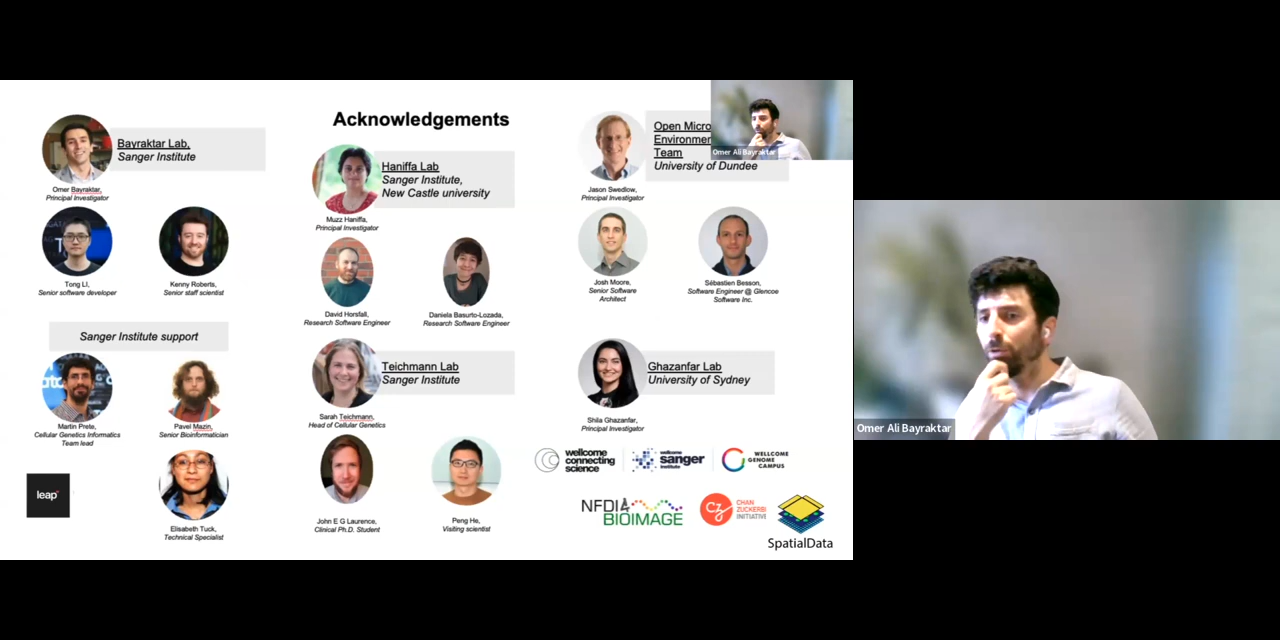 Acknowledgements
Bayraktar Lab,
Sanger Institute
Omer Bayraktar,
Principal Investigator
Tong LI,
Senior software developer
Kenny Roberts,
Senior staff scientist
Sanger Institute support
Martin Prete,
Cellular Genetics Informatics
Team lead
Pavel Mazin,
Senior Bioinformatician
leap
Elisabeth Tuck,
Technical Specialist
Haniffa Lab
Sanger Institute,
New Castle university
Muzz Haniffa,
Principal Investigator
David Horsfall,
Research Software Engineer
Daniela Basurto-Lozada,
Research Software Engineer
Teichmann Lab
Sanger Institute
Sarah Teichmann,
Head of Cellular Genetics
John E G Laurence,
Clinical Ph.D. Student
Peng He,
Visiting scientist
Open Micro
Environmen
Team
University of Dundee
Jason Swedlow,
Principal Investigator
Josh Moore,
Senior Software
Architect
Sébastien Besson,
Software Engineer @ Glencoe
Software Inc.
Ghazanfar Lab
University of Sydney
Shila Ghazanfar,
Principal Investigator
wellcome
connecting
science
wellcome
sanger
institute
WELLCOME
GENOME
CAMPUS
NFDI4
BIOIMAGE
CZ
CHAN
ZUCKERBERG
INITIATIVE
SpatialData
Omer Ali Bayraktar
Omer Ali Bayraktar